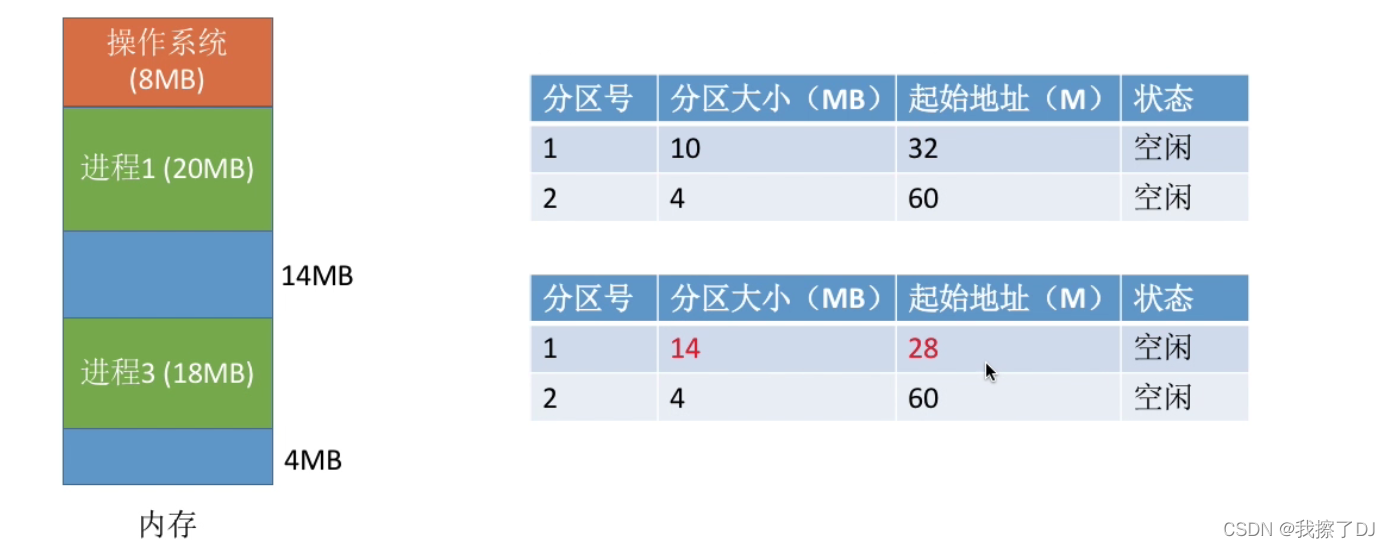 操作系统
(8MB)
进程1 (20MB)
14MB
进程3 (18MB)
4MB
内存
分区号 分区大小（MB） 起始地址（M） 状态
1 10 32 空闲
2 4 60 空闲
分区号 分区大小（MB） 起始地址（M） 状态
1 14 28 空闲
2 4 60 空闲
CSDN @我擦了DJ